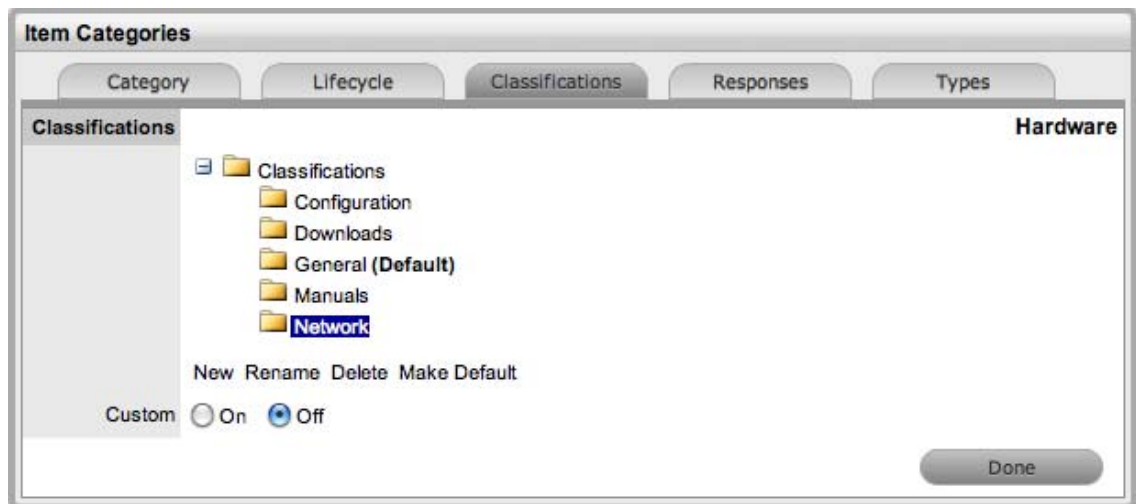 Item Categories
Category Lifecycle Classifications Responses Types
Classifications Hardware
Classifications
Configuration
Downloads
General (Default)
Manuals
Network
New Rename Delete Make Default
Custom On Off
Done